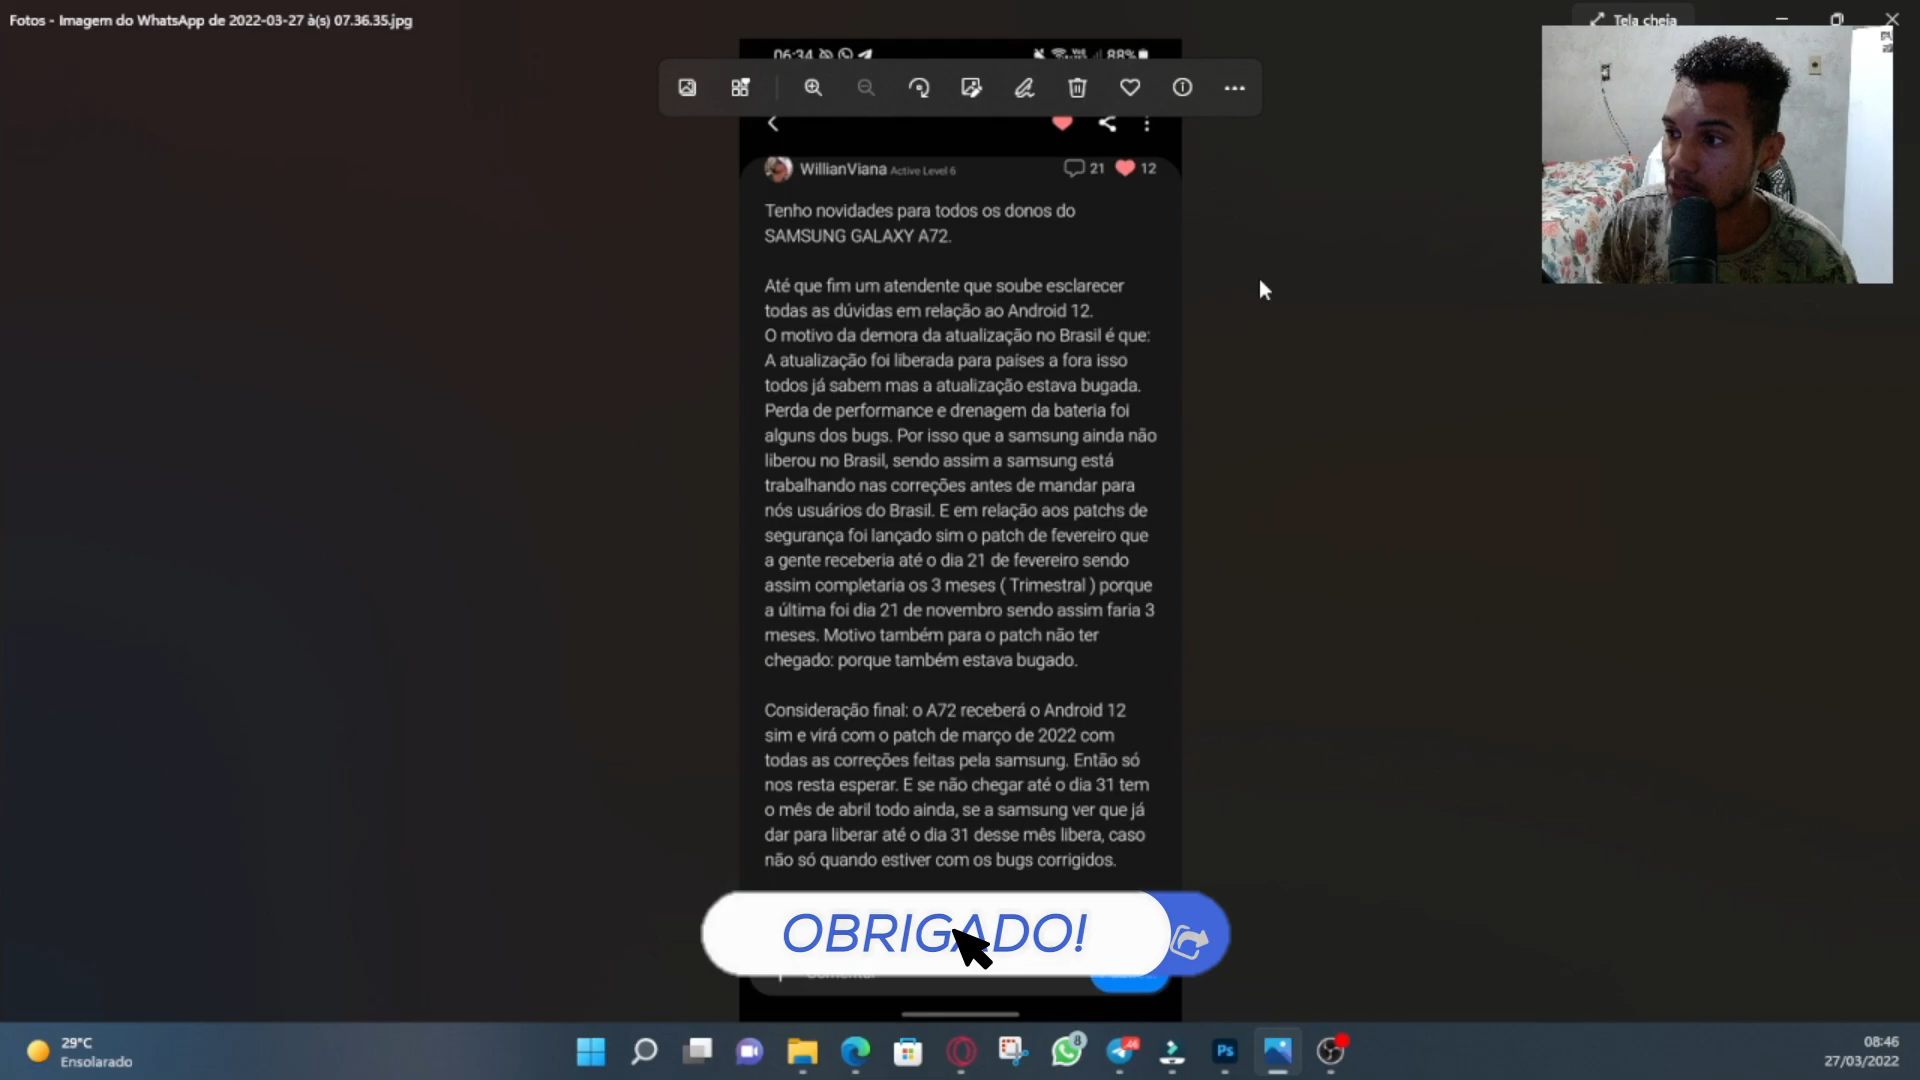 Fotos - Imagem do WhatsApp de 2022-03-27 à(s) 07.36.35.jpg
Tela cheia
06:34
88%
WillianViana Active Level 6
21
12
Tenho novidades para todos os donos do
SAMSUNG GALAXY A72.
Até que fim um atendente que soube esclarecer
todas as dúvidas em relação ao Android 12.
O motivo da demora da atualização no Brasil é que:
A atualização foi liberada para países a fora isso
todos já sabem mas a atualização estava bugada.
Perda de performance e drenagem da bateria foi
alguns dos bugs. Por isso que a samsung ainda não
liberou no Brasil, sendo assim a samsung está
trabalhando nas correções antes de mandar para
nós usuários do Brasil. E em relação aos patchs de
segurança foi lançado sim o patch de fevereiro que
a gente receberia até o dia 21 de fevereiro sendo
assim completaria os 3 meses ( Trimestral ) porque
a última foi dia 21 de novembro sendo assim faria 3
meses. Motivo também para o patch não ter
chegado: porque também estava bugado.
Consideração final: o A72 receberá o Android 12
sim e virá com o patch de março de 2022 com
todas as correções feitas pela samsung. Então só
nos resta esperar. E se não chegar até o dia 31 tem
o mês de abril todo ainda, se a samsung ver que já
dar para liberar até o dia 31 desse mês libera, caso
não só quando estiver com os bugs corrigidos.
OBRIGADO!
29°C
Ensolarado
8
Ps
08:46
27/03/2022